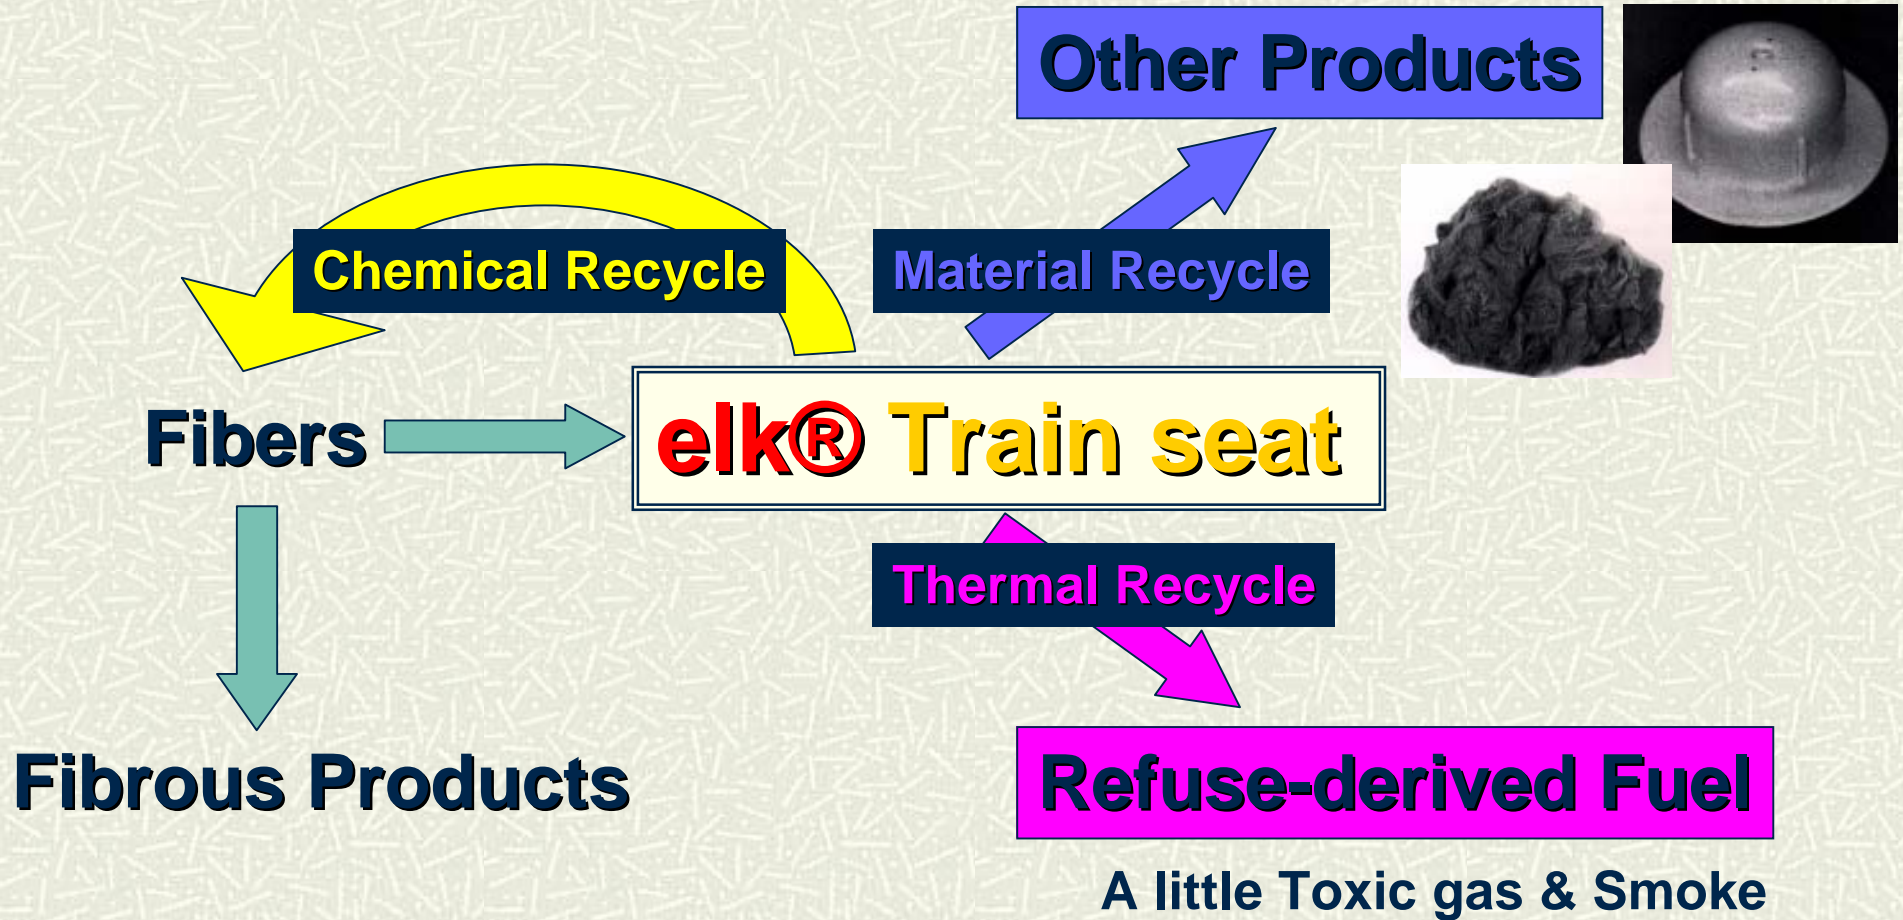 Other Products
Chemical Recycle
Material Recycle
Fibers
elk® Train seat
Thermal Recycle
Fibrous Products
Refuse-derived Fuel
A little Toxic gas & Smoke